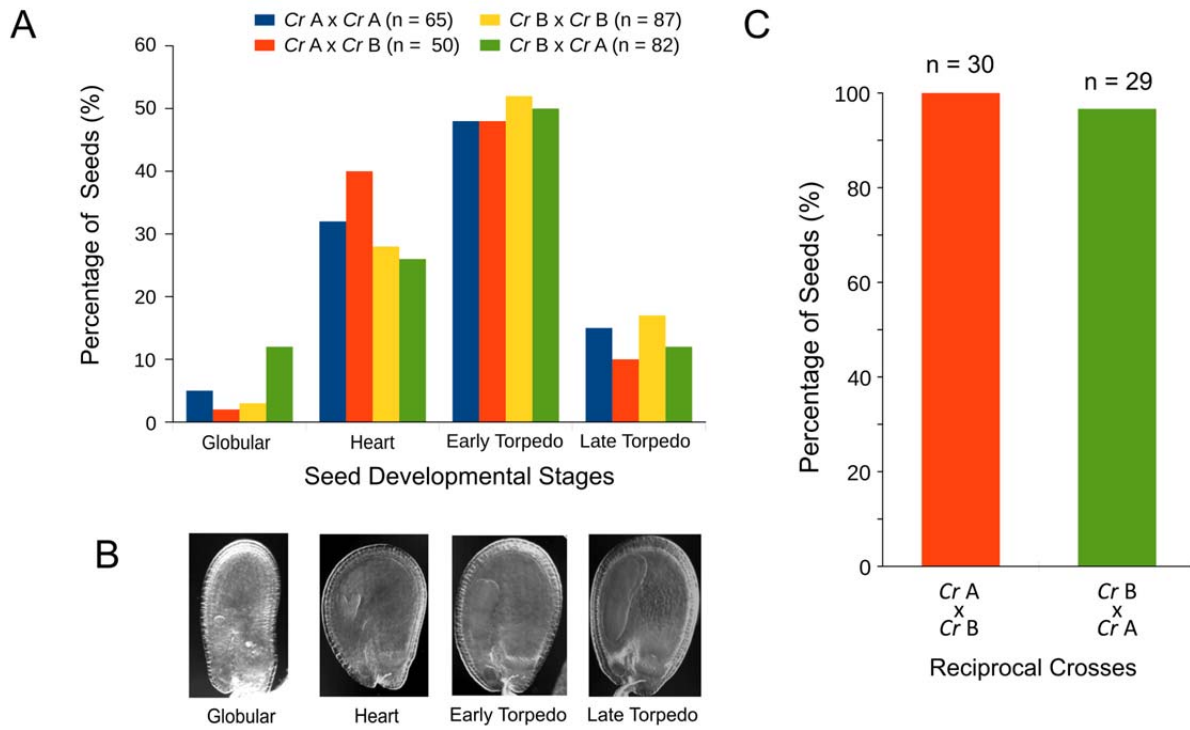 A
Cr A x Cr A (n = 65)
Cr B x Cr B (n = 87)
Cr A x Cr B (n = 50)
Cr B x Cr A (n = 82)
Percentage of Seeds (%)
60
50
40
30
20
10
0
Globular
Heart
Early Torpedo
Late Torpedo
Seed Developmental Stages
B
Globular
Heart
Early Torpedo
Late Torpedo
C
n = 30
n = 29
Percentage of Seeds (%)
100
80
60
40
20
0
Cr A
x
Cr B
Cr B
x
Cr A
Reciprocal Crosses